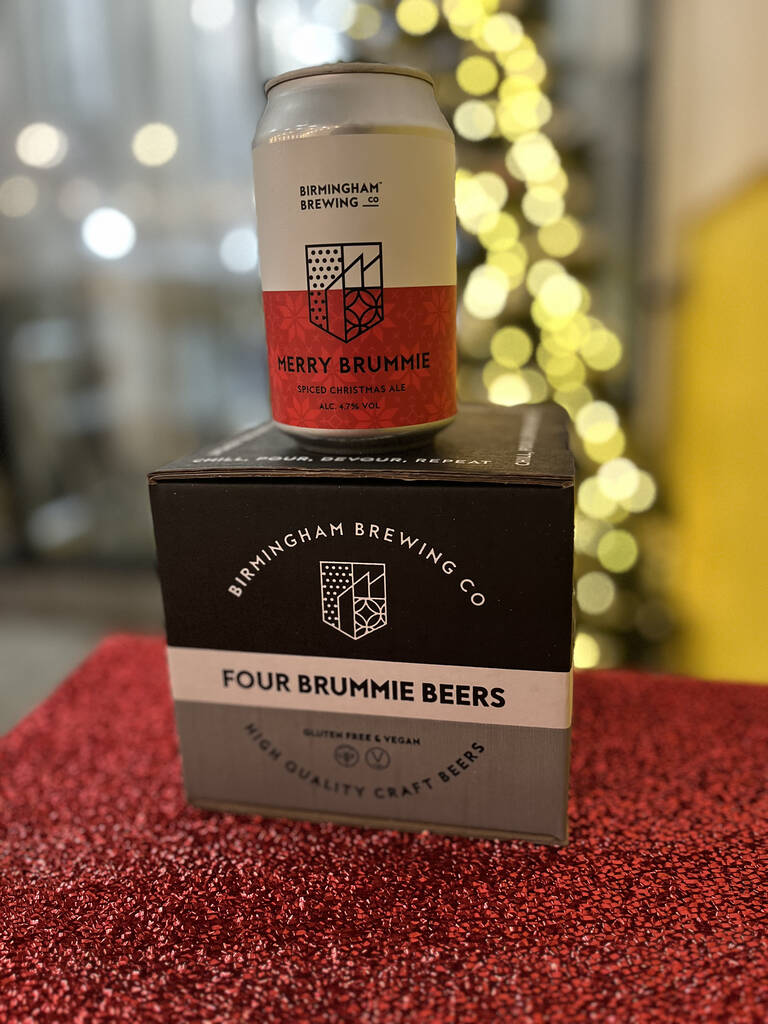 BIRMINGHAM™
BREWING CO
MERRY BRUMMIE
SPICED CHRISTMAS ALE
ALC. 4.7% VOL
CHILL, POUR, DEVOUR, REPEAT
BIRMINGHAM BREWING CO
FOUR BRUMMIE BEERS
GLUTEN FREE & VEGAN
HIGH QUALITY CRAFT BEERS